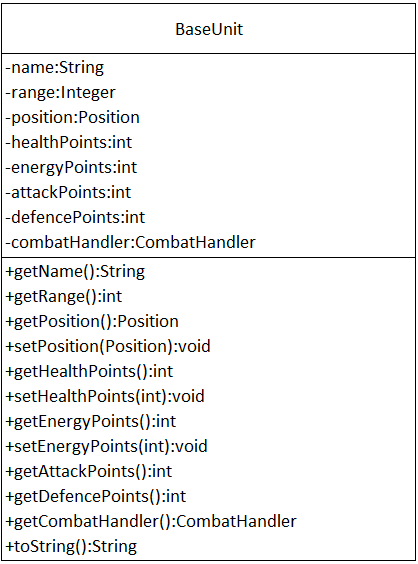 BaseUnit
-name:String
-range:Integer
-position:Position
-healthPoints:int
-energyPoints:int
-attackPoints:int
-defencePoints:int
-combatHandler:CombatHandler
+getName():String
+getRange():int
+getPosition():Position
+setPosition(Position):void
+getHealthPoints():int
+setHealthPoints(int):void
+getEnergyPoints():int
+setEnergyPoints(int):void
+getAttackPoints():int
+getDefencePoints():int
+getCombatHandler():CombatHandler
+toString():String